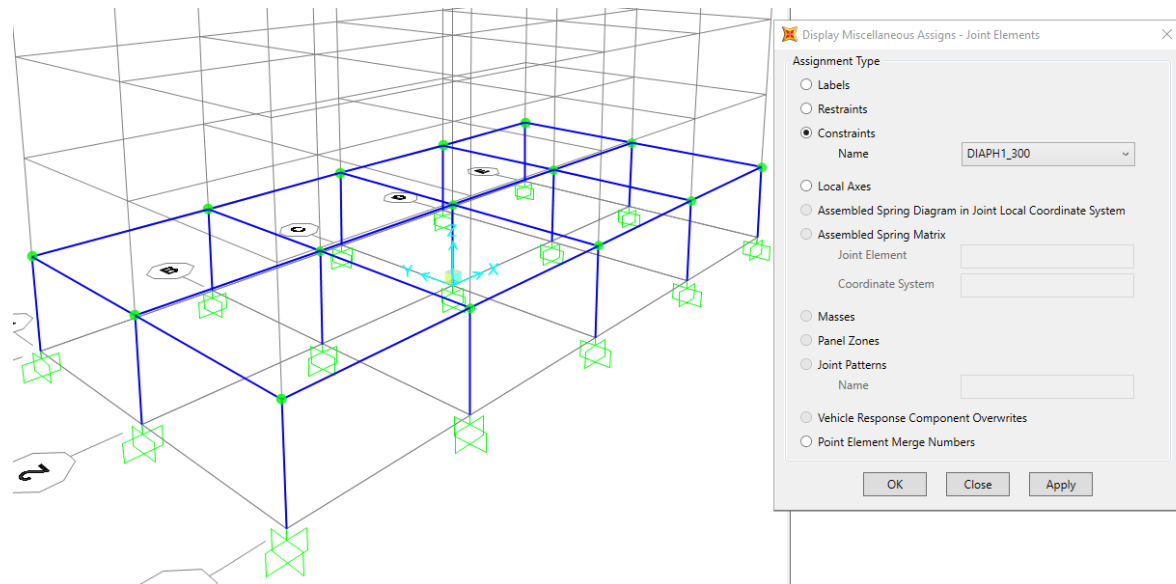 Display Miscellaneous Assigns - Joint Elements
Assignment Type
Labels
Restraints
Constraints
Name
DIAPH1_300
Local Axes
Assembled Spring Diagram in Joint Local Coordinate System
Assembled Spring Matrix
Joint Element
Coordinate System
Masses
Panel Zones
Joint Patterns
Name
Vehicle Response Component Overwrites
Point Element Merge Numbers
OK Close Apply
C
B
Z
Y
X
2